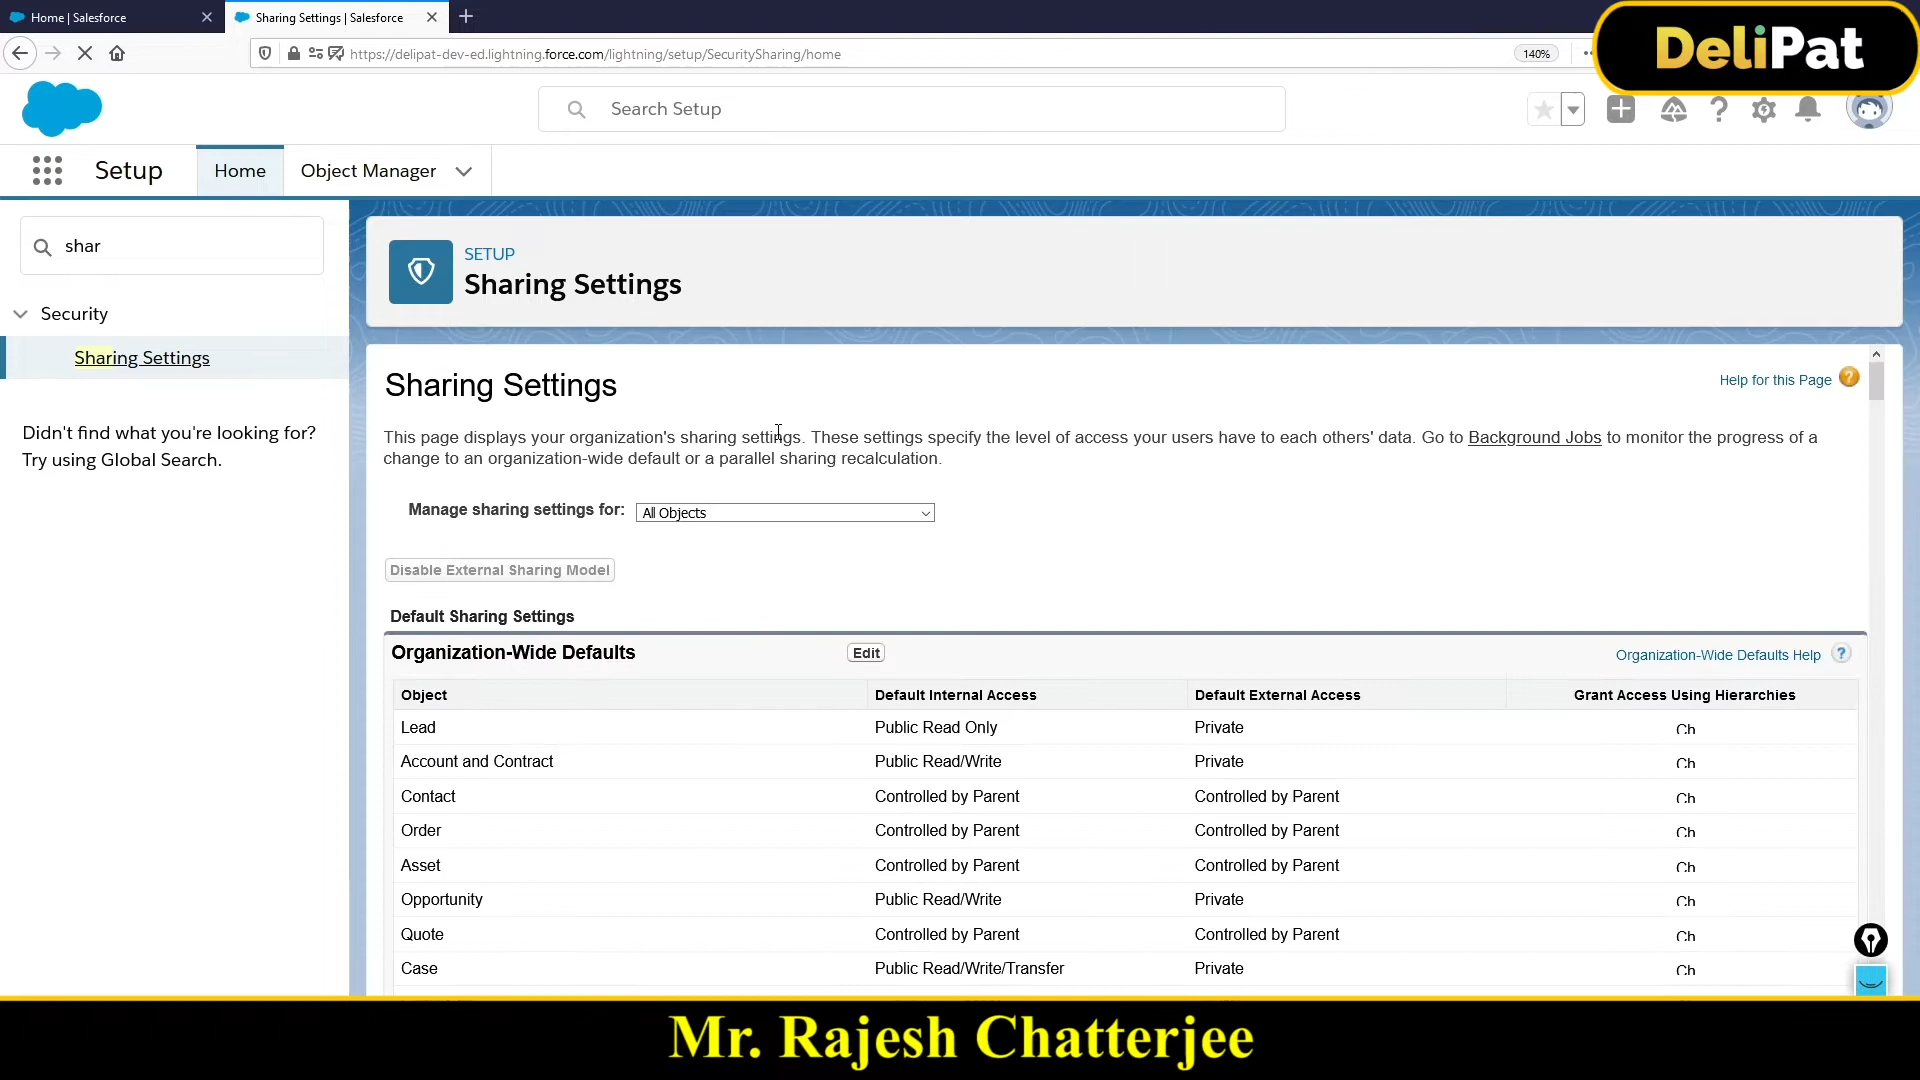 Home | Salesforce
Sharing Settings | Salesforce
https://delipat-dev-ed.lightning.force.com/lightning/setup/SecuritySharing/home
140%
DeliPat
Search Setup
Setup
Home
Object Manager
shar
Security
Sharing Settings
Didn't find what you're looking for?
Try using Global Search.
SETUP
Sharing Settings
Sharing Settings
Help for this Page
This page displays your organization's sharing settings. These settings specify the level of access your users have to each others' data. Go to Background Jobs to monitor the progress of a
change to an organization-wide default or a parallel sharing recalculation.
Manage sharing settings for: All Objects
Disable External Sharing Model
Default Sharing Settings
Organization-Wide Defaults Edit Organization-Wide Defaults Help ?
Object Default Internal Access Default External Access Grant Access Using Hierarchies
Lead Public Read Only Private Ch
Account and Contract Public Read/Write Private Ch
Contact Controlled by Parent Controlled by Parent Ch
Order Controlled by Parent Controlled by Parent Ch
Asset Controlled by Parent Controlled by Parent Ch
Opportunity Public Read/Write Private Ch
Quote Controlled by Parent Controlled by Parent Ch
Case Public Read/Write/Transfer Private Ch
Mr. Rajesh Chatterjee